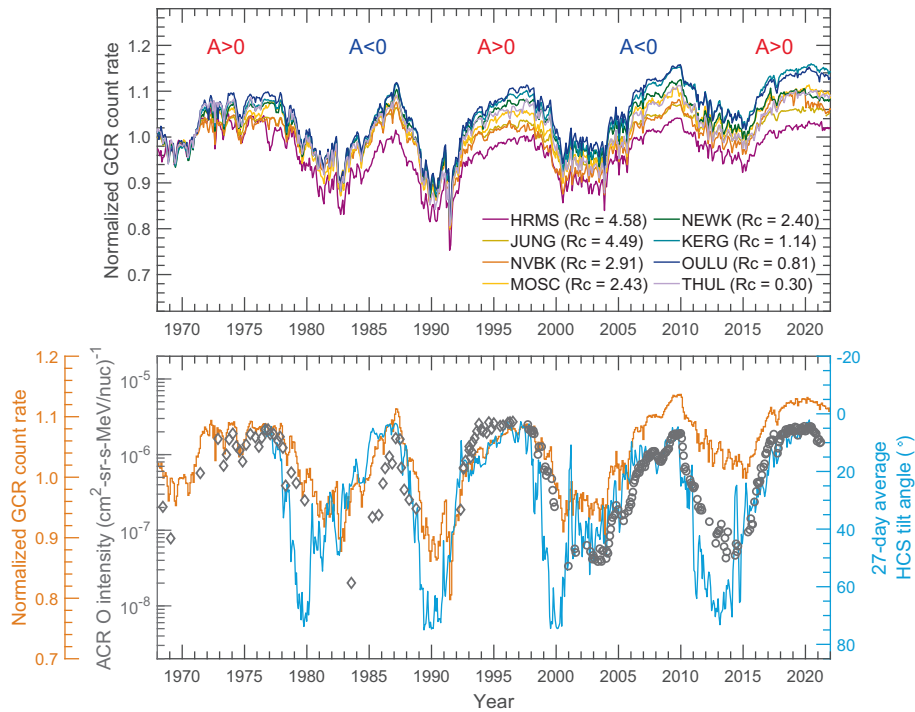 A>0 A<0 A>0 A<0 A>0
Normalized GCR count rate
1.2
1.1
1.0
0.9
0.8
0.7
HRMS (Rc = 4.58) NEWK (Rc = 2.40)
JUNG (Rc = 4.49) KERG (Rc = 1.14)
NVBK (Rc = 2.91) OULU (Rc = 0.81)
MOSC (Rc = 2.43) THUL (Rc = 0.30)
1970 1975 1980 1985 1990 1995 2000 2005 2010 2015 2020
Normalized GCR count rate
1.2
1.1
1.0
0.9
0.8
0.7
ACR O intensity (cm2-sr-s-MeV/nuc)-1
10-5
10-6
10-7
10-8
-20
0
20
40
60
80
27-day average
HCS tilt angle (°)
1970 1975 1980 1985 1990 1995 2000 2005 2010 2015 2020
Year